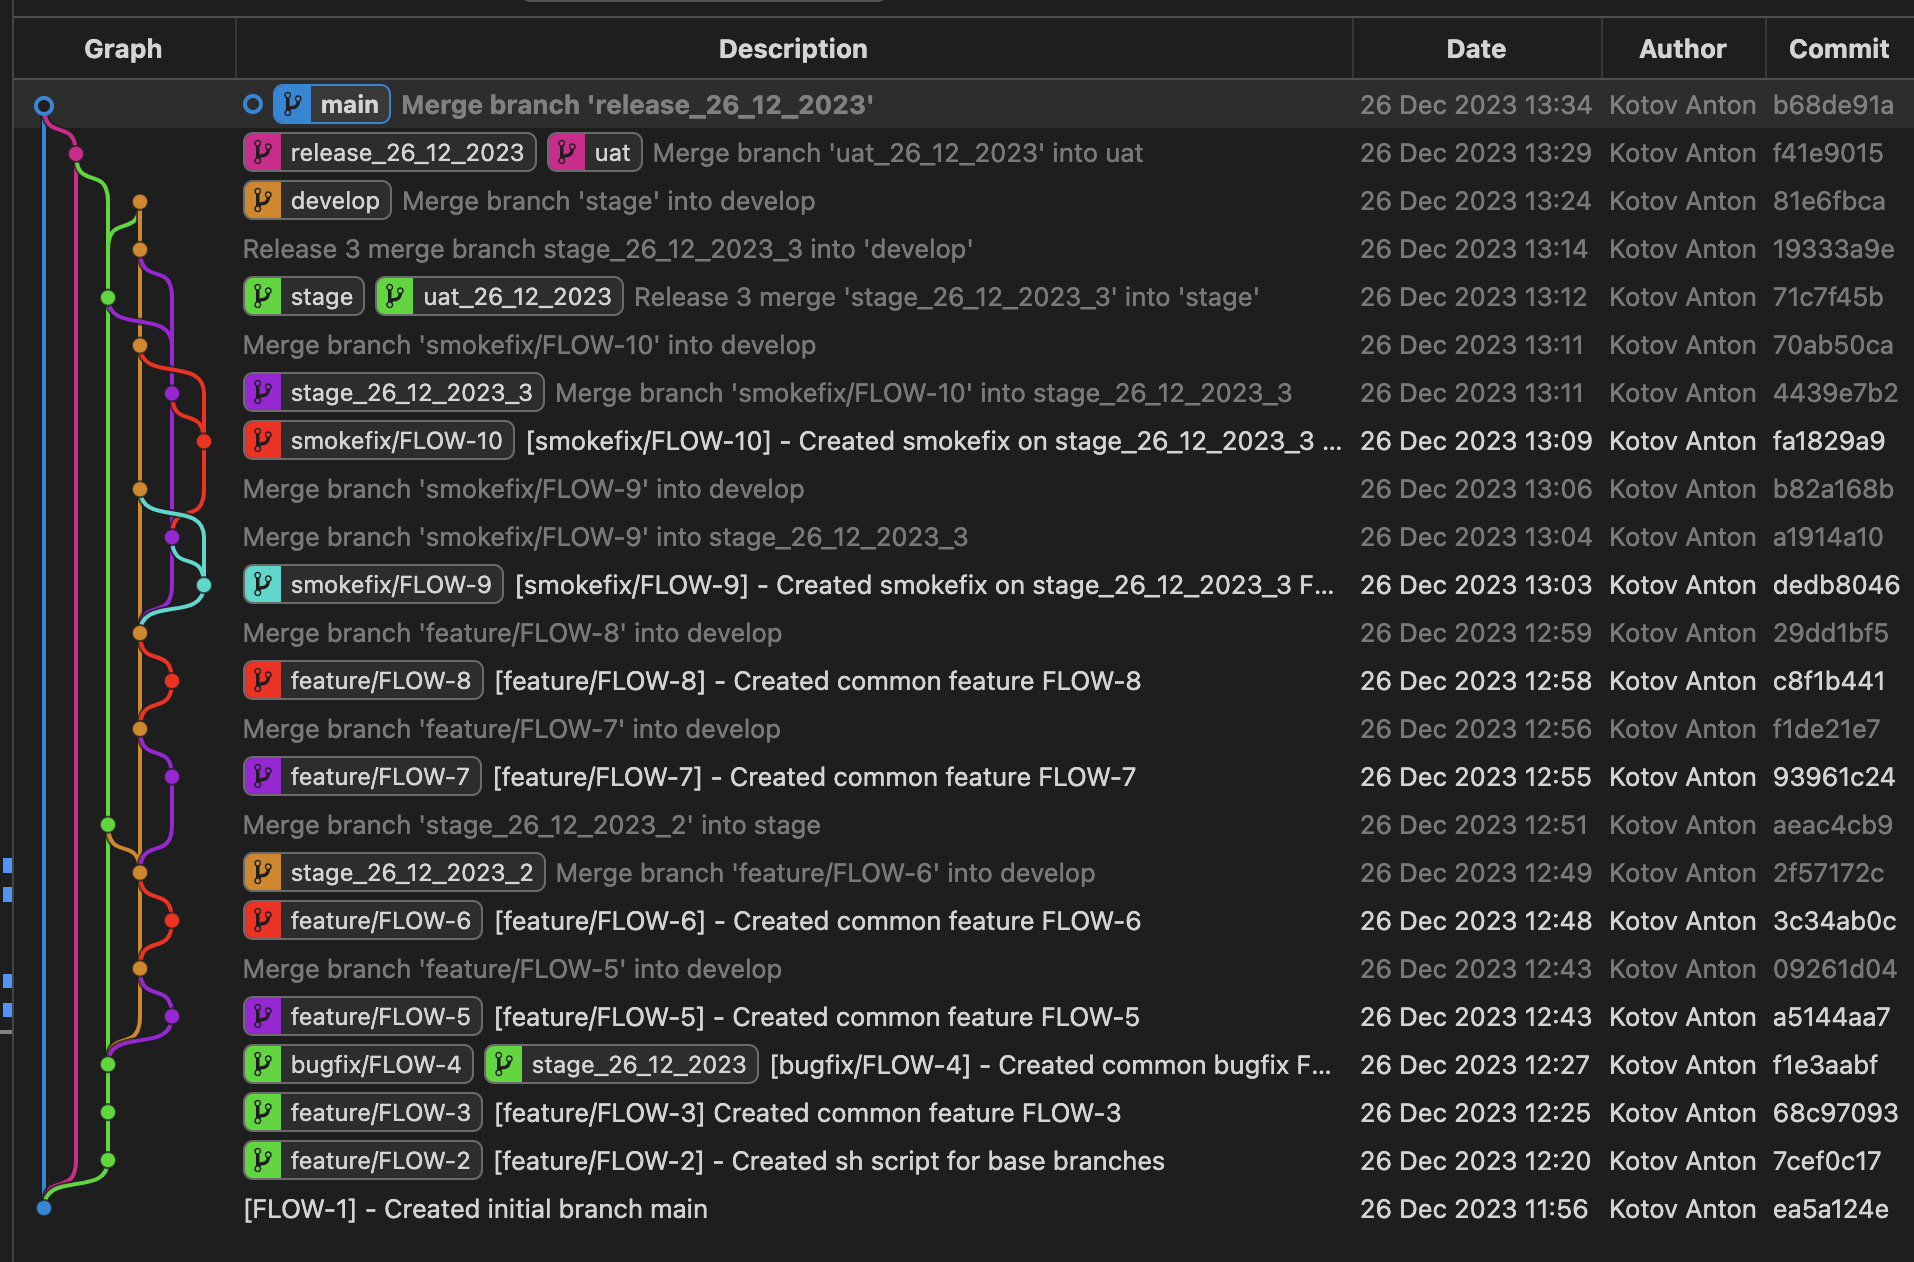 Graph Description Date Author Commit
main Merge branch 'release_26_12_2023' 26 Dec 2023 13:34 Kotov Anton b68de91a
release_26_12_2023 uat Merge branch 'uat_26_12_2023' into uat 26 Dec 2023 13:29 Kotov Anton f41e9015
develop Merge branch 'stage' into develop 26 Dec 2023 13:24 Kotov Anton 81e6fbca
Release 3 merge branch stage_26_12_2023_3 into 'develop' 26 Dec 2023 13:14 Kotov Anton 19333a9e
stage uat_26_12_2023 Release 3 merge 'stage_26_12_2023_3' into 'stage' 26 Dec 2023 13:12 Kotov Anton 71c7f45b
Merge branch 'smokefix/FLOW-10' into develop 26 Dec 2023 13:11 Kotov Anton 70ab50ca
stage_26_12_2023_3 Merge branch 'smokefix/FLOW-10' into stage_26_12_2023_3 26 Dec 2023 13:11 Kotov Anton 4439e7b2
smokefix/FLOW-10 [smokefix/FLOW-10] - Created smokefix on stage_26_12_2023_3 ... 26 Dec 2023 13:09 Kotov Anton fa1829a9
Merge branch 'smokefix/FLOW-9' into develop 26 Dec 2023 13:06 Kotov Anton b82a168b
Merge branch 'smokefix/FLOW-9' into stage_26_12_2023_3 26 Dec 2023 13:04 Kotov Anton a1914a10
smokefix/FLOW-9 [smokefix/FLOW-9] - Created smokefix on stage_26_12_2023_3 F... 26 Dec 2023 13:03 Kotov Anton dedb8046
Merge branch 'feature/FLOW-8' into develop 26 Dec 2023 12:59 Kotov Anton 29dd1bf5
feature/FLOW-8 [feature/FLOW-8] - Created common feature FLOW-8 26 Dec 2023 12:58 Kotov Anton c8f1b441
Merge branch 'feature/FLOW-7' into develop 26 Dec 2023 12:56 Kotov Anton f1de21e7
feature/FLOW-7 [feature/FLOW-7] - Created common feature FLOW-7 26 Dec 2023 12:55 Kotov Anton 93961c24
Merge branch 'stage_26_12_2023_2' into stage 26 Dec 2023 12:51 Kotov Anton aeac4cb9
stage_26_12_2023_2 Merge branch 'feature/FLOW-6' into develop 26 Dec 2023 12:49 Kotov Anton 2f57172c
feature/FLOW-6 [feature/FLOW-6] - Created common feature FLOW-6 26 Dec 2023 12:48 Kotov Anton 3c34ab0c
Merge branch 'feature/FLOW-5' into develop 26 Dec 2023 12:43 Kotov Anton 09261d04
feature/FLOW-5 [feature/FLOW-5] - Created common feature FLOW-5 26 Dec 2023 12:43 Kotov Anton a5144aa7
bugfix/FLOW-4 stage_26_12_2023 [bugfix/FLOW-4] - Created common bugfix F... 26 Dec 2023 12:27 Kotov Anton f1e3aabf
feature/FLOW-3 [feature/FLOW-3] Created common feature FLOW-3 26 Dec 2023 12:25 Kotov Anton 68c97093
feature/FLOW-2 [feature/FLOW-2] - Created sh script for base branches 26 Dec 2023 12:20 Kotov Anton 7cef0c17
[FLOW-1] - Created initial branch main 26 Dec 2023 11:56 Kotov Anton ea5a124e